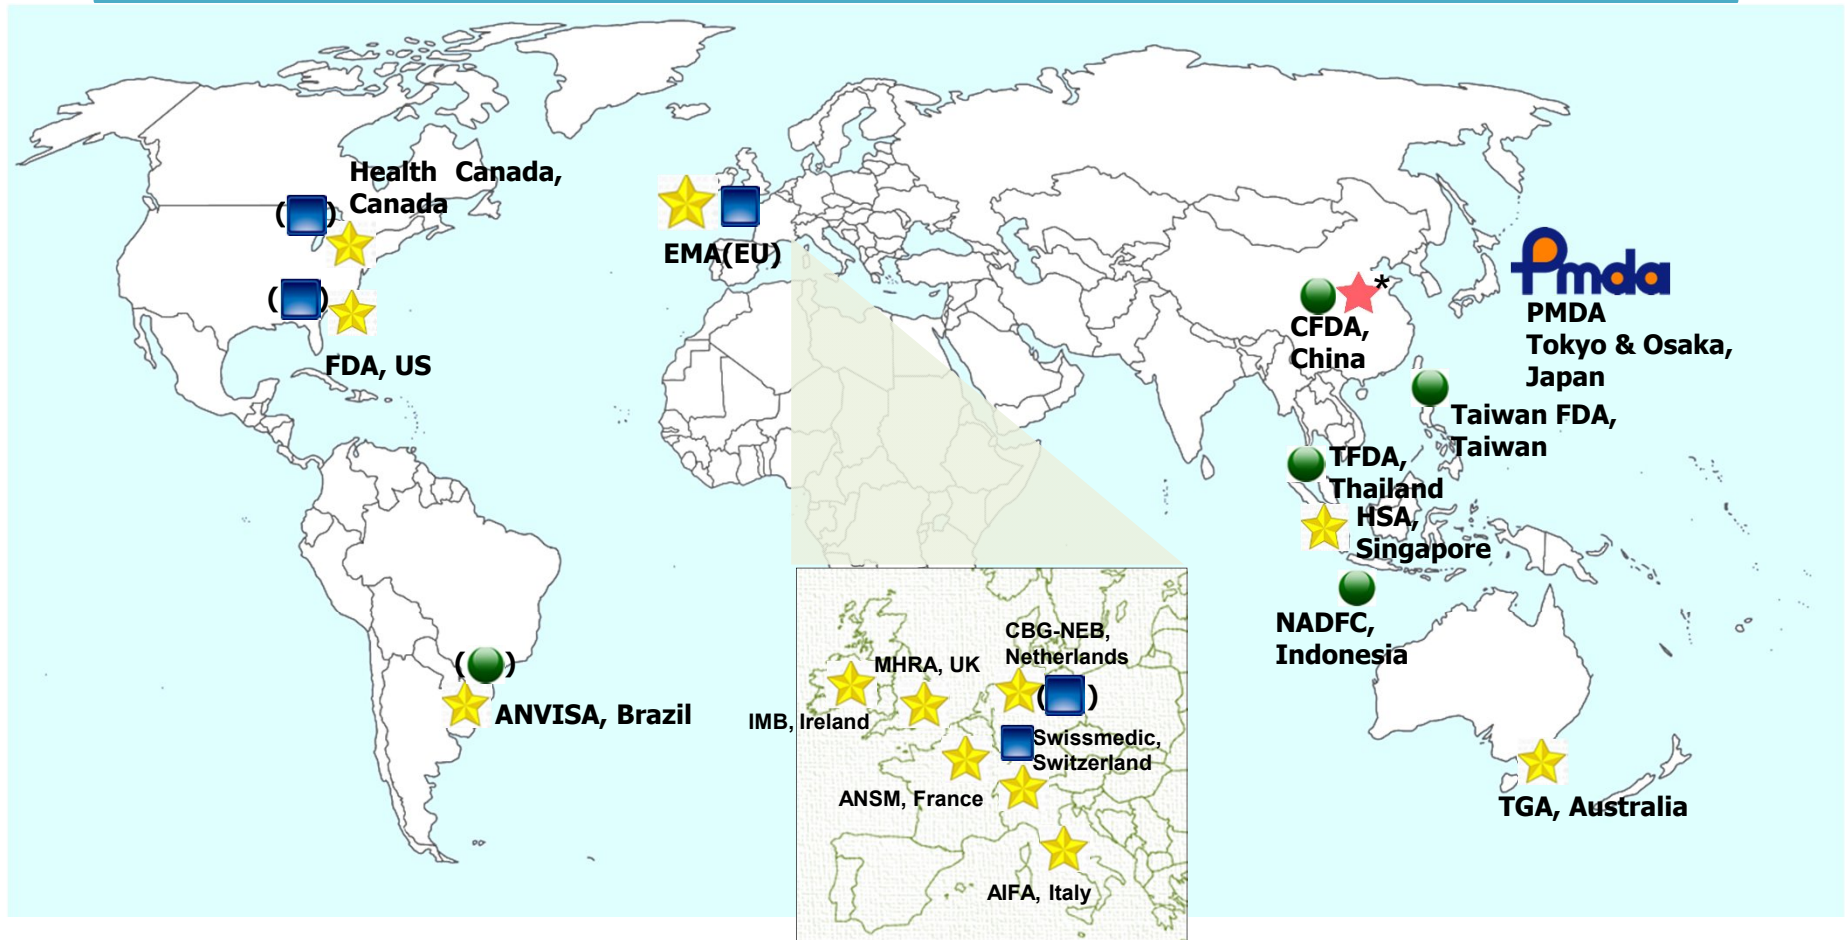 Health Canada,
Canada
FDA, US
ANVISA, Brazil
EMA(EU)
CFDA,
China
*
Pmda
PMDA
Tokyo & Osaka,
Japan
Taiwan FDA,
Taiwan
TFDA,
Thailand
HSA,
Singapore
NADFC,
Indonesia
TGA, Australia
CBG-NEB,
Netherlands
MHRA, UK
IMB, Ireland
Swissmedic,
Switzerland
ANSM, France
AIFA, Italy